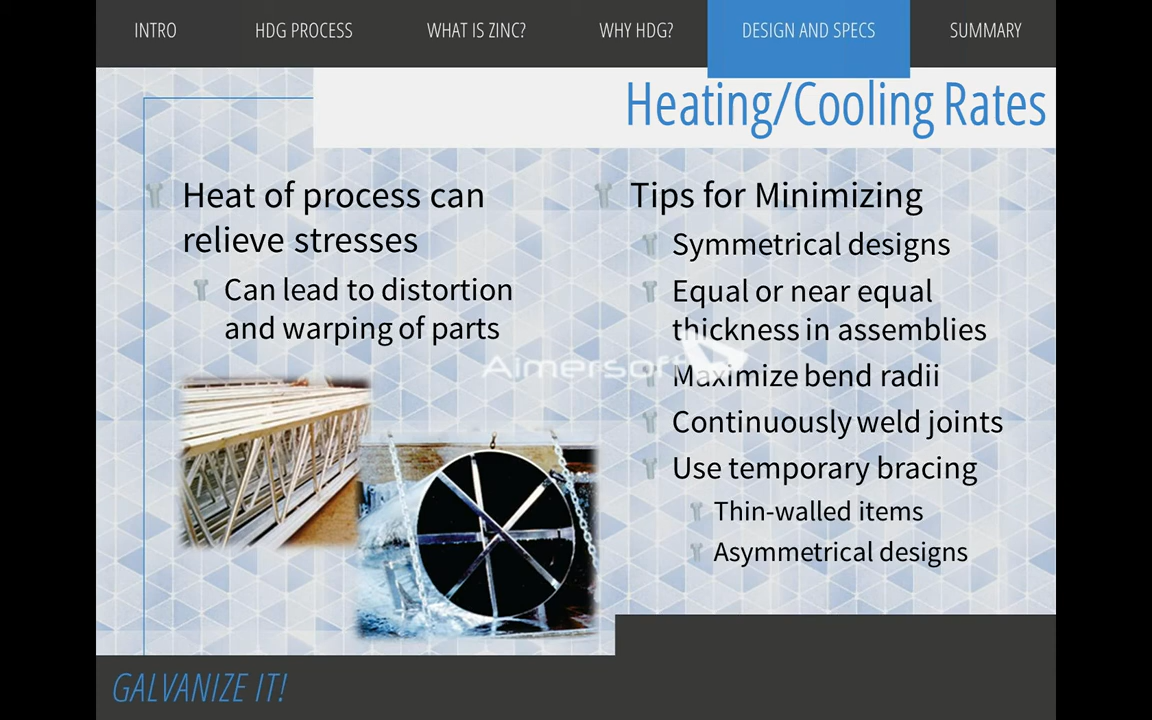 INTRO
HDG PROCESS
WHAT IS ZINC?
WHY HDG?
DESIGN AND SPECS
SUMMARY
Heating/Cooling Rates
Heat of process can
relieve stresses
Can lead to distortion
and warping of parts
Tips for Minimizing
Symmetrical designs
Equal or near equal
thickness in assemblies
Maximize bend radii
Continuously weld joints
Use temporary bracing
Thin-walled items
Asymmetrical designs
Aimersoft
GALVANIZE IT!